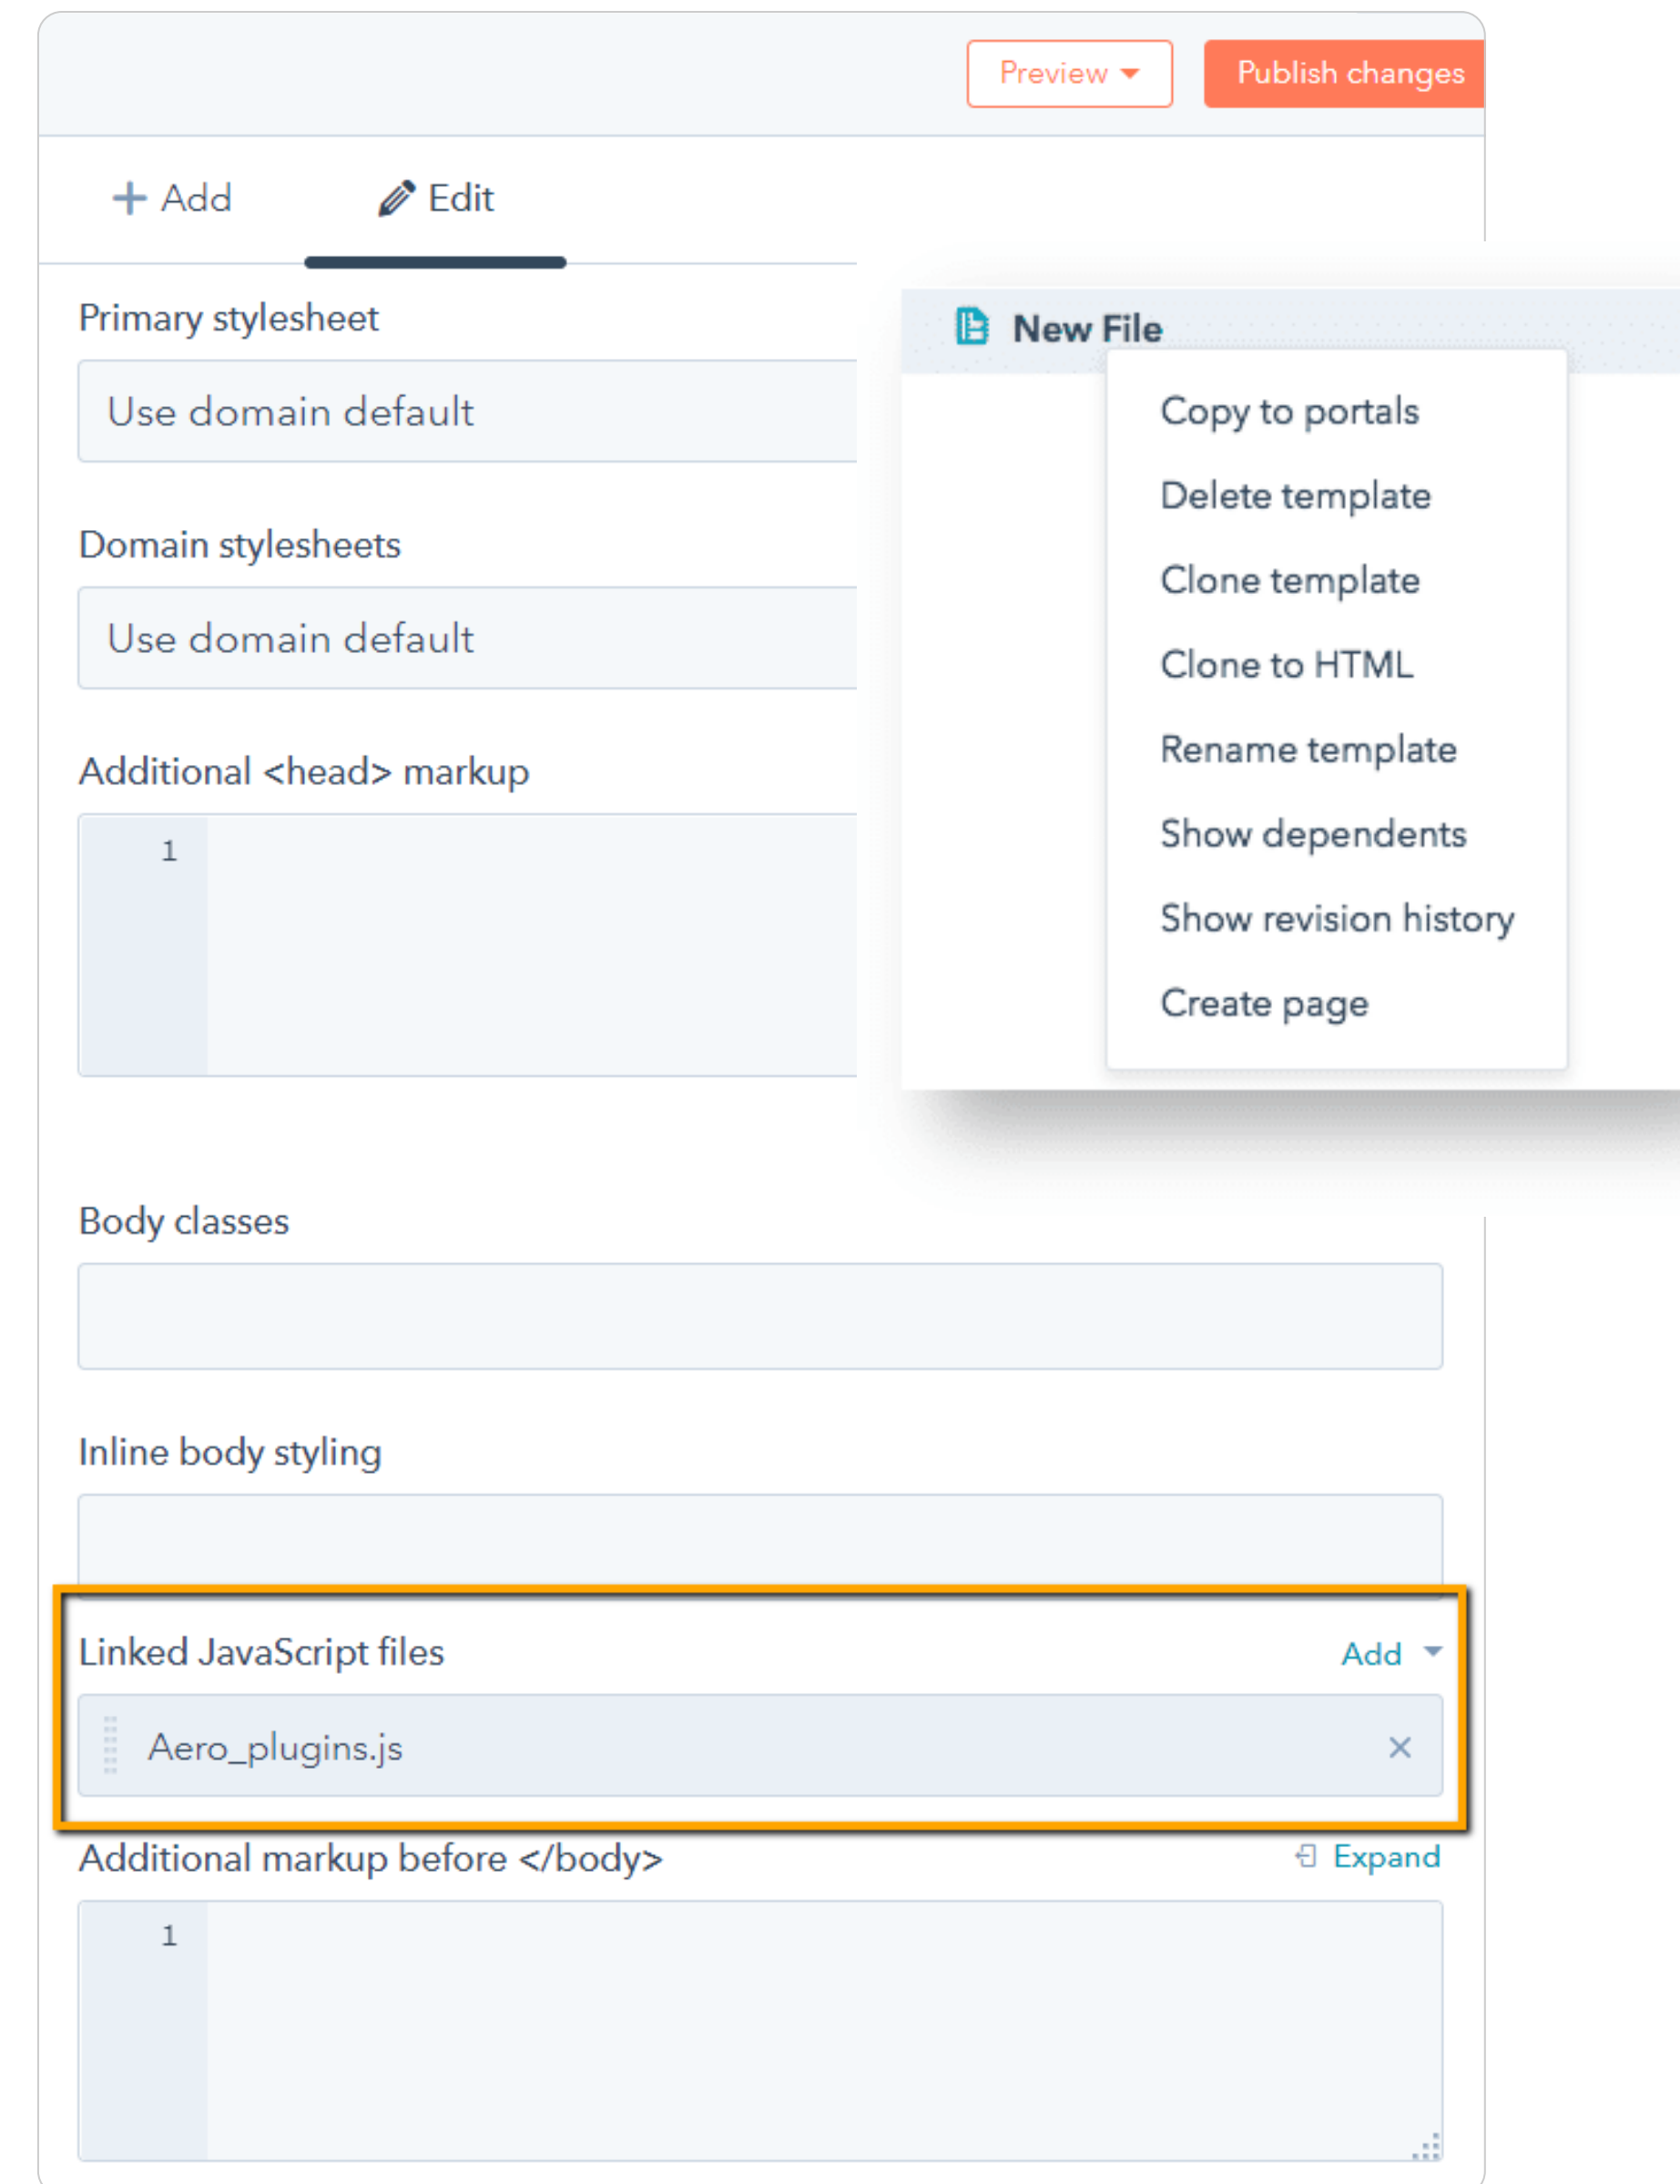 Preview
Publish changes
Add
Edit
Primary stylesheet
Use domain default
Domain stylesheets
Use domain default
Additional <head> markup
1
New File
Copy to portals
Delete template
Clone template
Clone to HTML
Rename template
Show dependents
Show revision history
Create page
Body classes
Inline body styling
Linked JavaScript files
Add
Aero_plugins.js
Additional markup before </body>
Expand
1